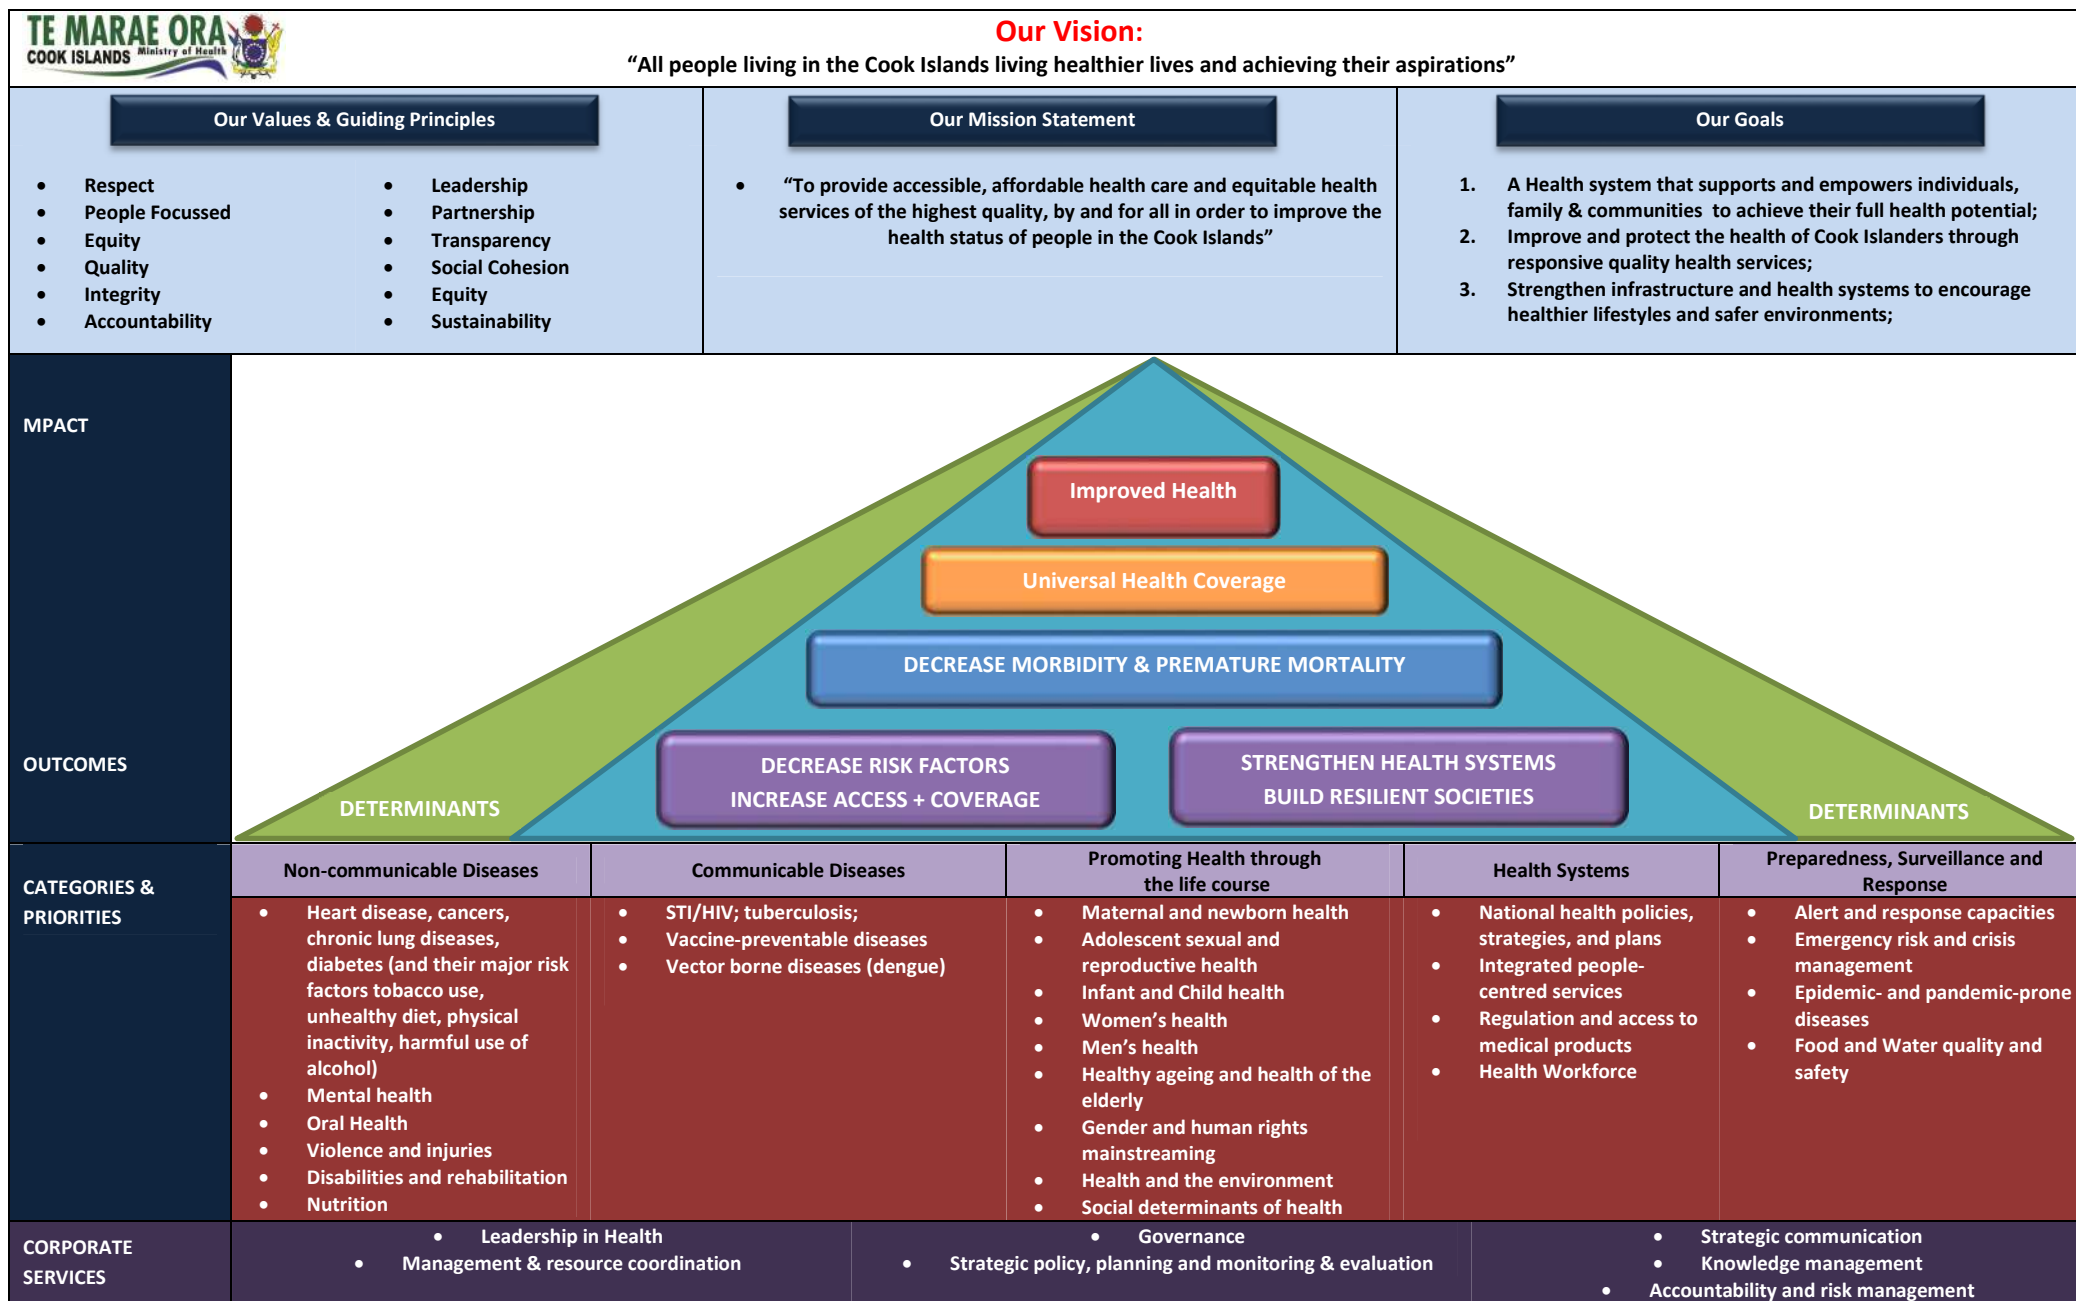 TE MARAE ORA
COOK ISLANDS Ministry of Health
Our Vision:
“All people living in the Cook Islands living healthier lives and achieving their aspirations”
Our Values & Guiding Principles
• Respect
• People Focussed
• Equity
• Quality
• Integrity
• Accountability
• Leadership
• Partnership
• Transparency
• Social Cohesion
• Equity
• Sustainability
Our Mission Statement
• “To provide accessible, affordable health care and equitable health
services of the highest quality, by and for all in order to improve the
health status of people in the Cook Islands”
Our Goals
1. A Health system that supports and empowers individuals,
family & communities to achieve their full health potential;
2. Improve and protect the health of Cook Islanders through
responsive quality health services;
3. Strengthen infrastructure and health systems to encourage
healthier lifestyles and safer environments;
MPACT
Improved Health
Universal Health Coverage
DECREASE MORBIDITY & PREMATURE MORTALITY
OUTCOMES
DECREASE RISK FACTORS
INCREASE ACCESS + COVERAGE
STRENGTHEN HEALTH SYSTEMS
BUILD RESILIENT SOCIETIES
DETERMINANTS
DETERMINANTS
CATEGORIES &
PRIORITIES
Non-communicable Diseases
• Heart disease, cancers,
chronic lung diseases,
diabetes (and their major risk
factors tobacco use,
unhealthy diet, physical
inactivity, harmful use of
alcohol)
• Mental health
• Oral Health
• Violence and injuries
• Disabilities and rehabilitation
• Nutrition
Communicable Diseases
• STI/HIV; tuberculosis;
• Vaccine-preventable diseases
• Vector borne diseases (dengue)
Promoting Health through
the life course
• Maternal and newborn health
• Adolescent sexual and
reproductive health
• Infant and Child health
• Women’s health
• Men’s health
• Healthy ageing and health of the
elderly
• Gender and human rights
mainstreaming
• Health and the environment
• Social determinants of health
Health Systems
• National health policies,
strategies, and plans
• Integrated people-
centred services
• Regulation and access to
medical products
• Health Workforce
Preparedness, Surveillance and
Response
• Alert and response capacities
• Emergency risk and crisis
management
• Epidemic- and pandemic-prone
diseases
• Food and Water quality and
safety
CORPORATE
SERVICES
• Leadership in Health
• Management & resource coordination
• Governance
• Strategic policy, planning and monitoring & evaluation
• Strategic communication
• Knowledge management
• Accountability and risk management